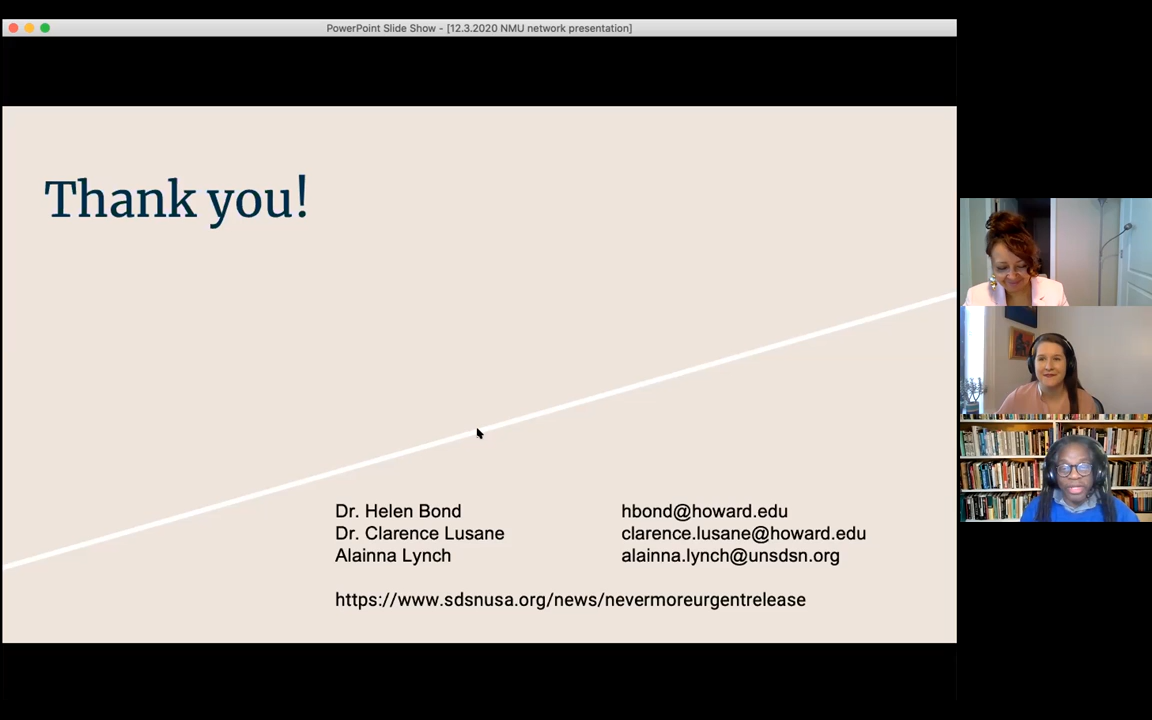 PowerPoint Slide Show - [12.3.2020 NMU network presentation]
Thank you!
Dr. Helen Bond hbond@howard.edu
Dr. Clarence Lusane clarence.lusane@howard.edu
Alainna Lynch alainna.lynch@unsdsn.org
https://www.sdsnusa.org/news/nevermoreurgentrelease